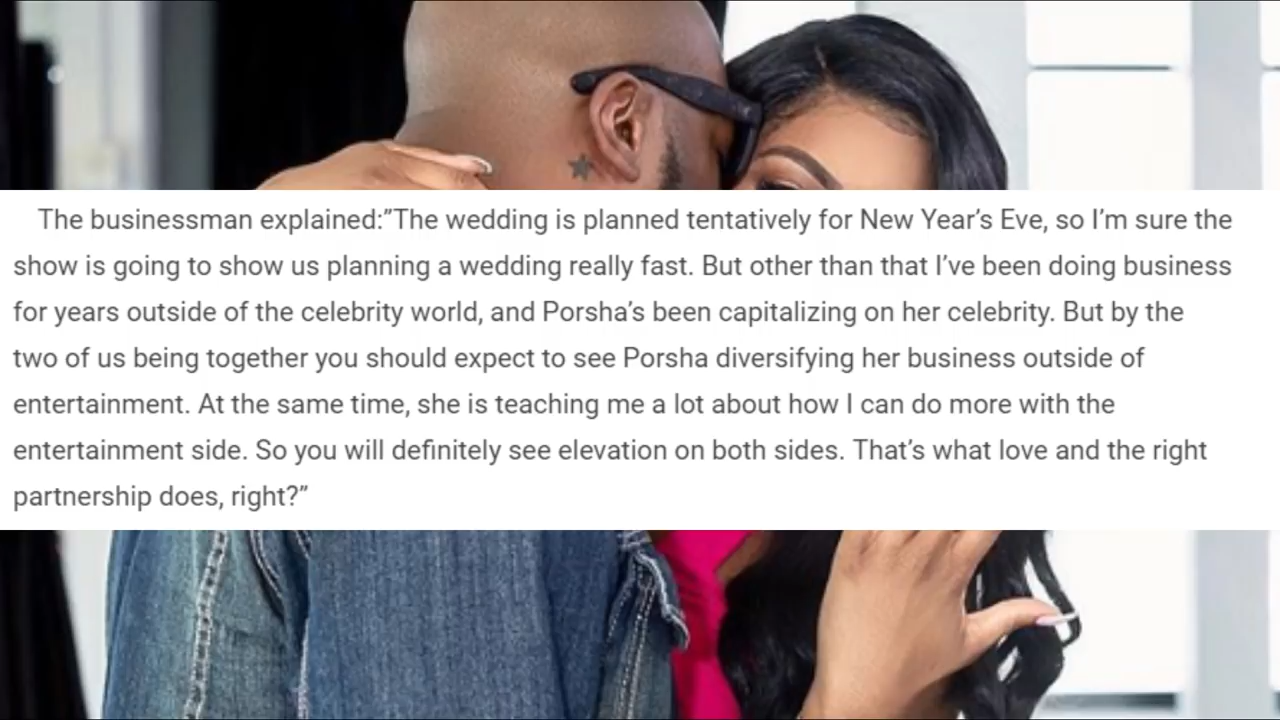 The businessman explained:”The wedding is planned tentatively for New Year’s Eve, so I’m sure the
show is going to show us planning a wedding really fast. But other than that I’ve been doing business
for years outside of the celebrity world, and Porsha’s been capitalizing on her celebrity. But by the
two of us being together you should expect to see Porsha diversifying her business outside of
entertainment. At the same time, she is teaching me a lot about how I can do more with the
entertainment side. So you will definitely see elevation on both sides. That’s what love and the right
partnership does, right?”